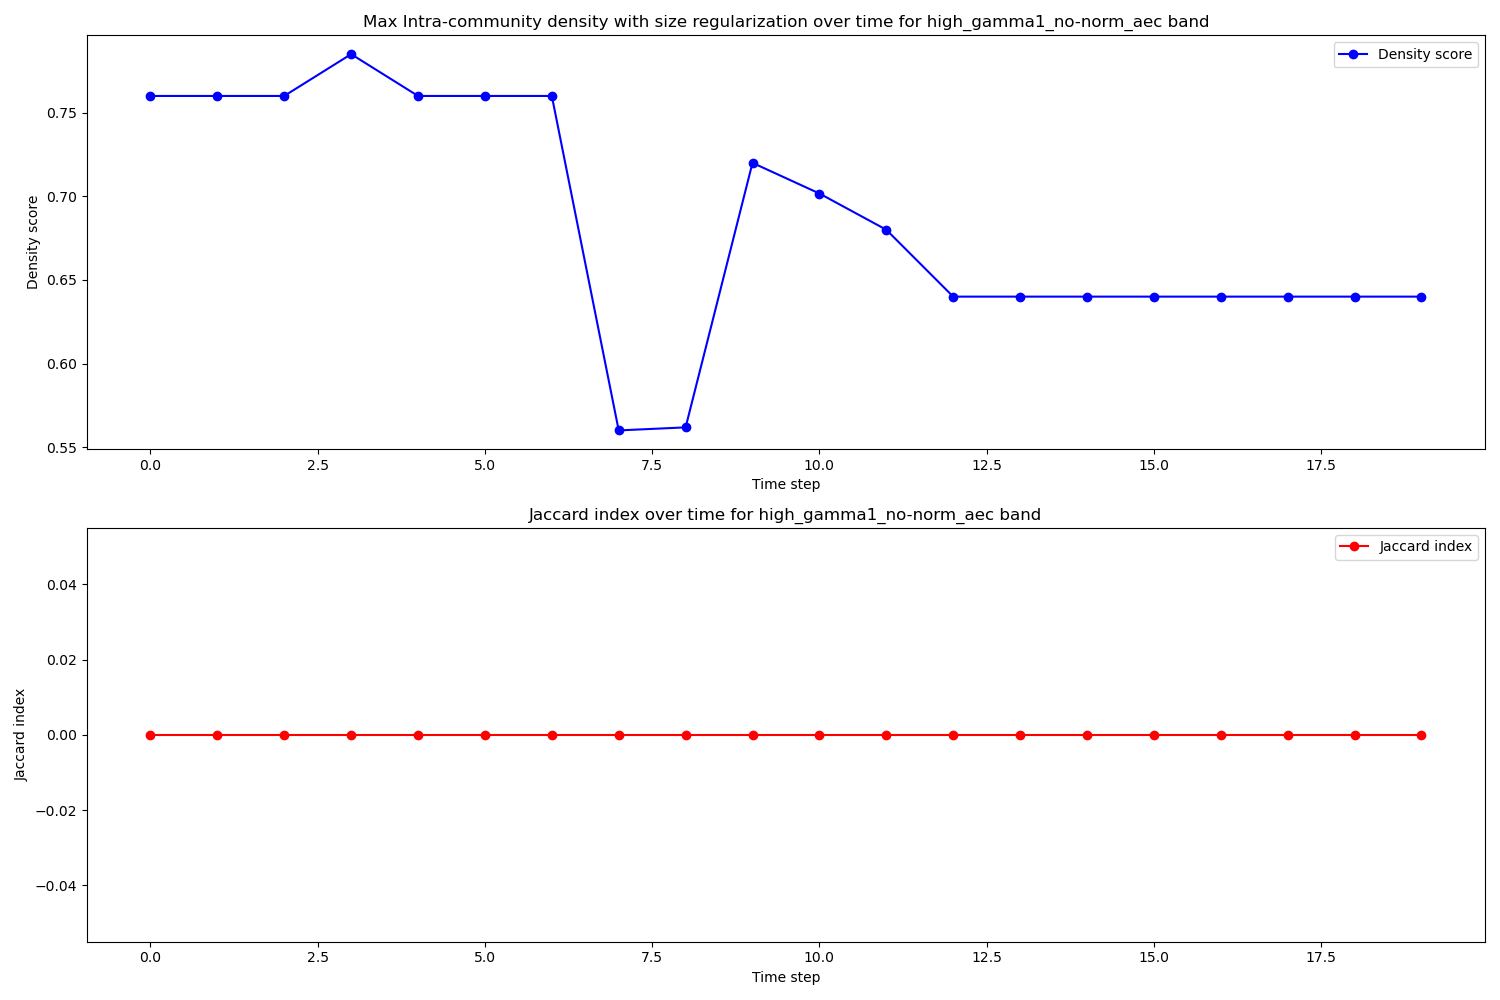 Max Intra-community density with size regularization over time for high_gamma1_no-norm_aec band
Density score
Density score
0.75
0.70
0.65
0.60
0.55
0.0 2.5 5.0 7.5 10.0 12.5 15.0 17.5
Time step
Jaccard index over time for high_gamma1_no-norm_aec band
Jaccard index
Jaccard index
0.04
0.02
0.00
−0.02
−0.04
0.0 2.5 5.0 7.5 10.0 12.5 15.0 17.5
Time step